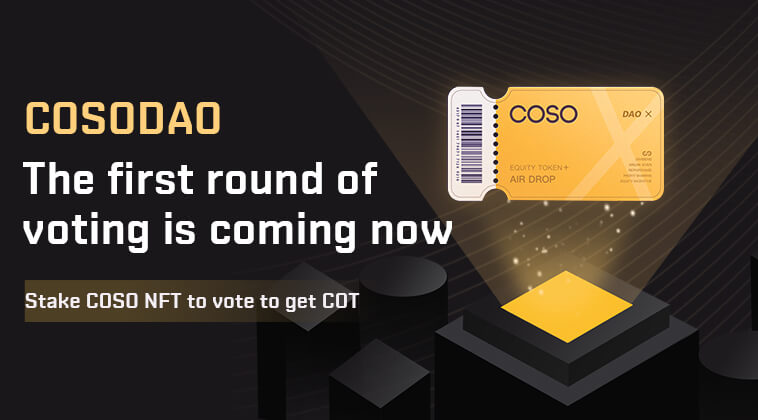 COSODAO
The first round of
voting is coming now
Stake COSO NFT to vote to get COT
COSO
DAO X
EQUITY TOKEN+
AIR DROP